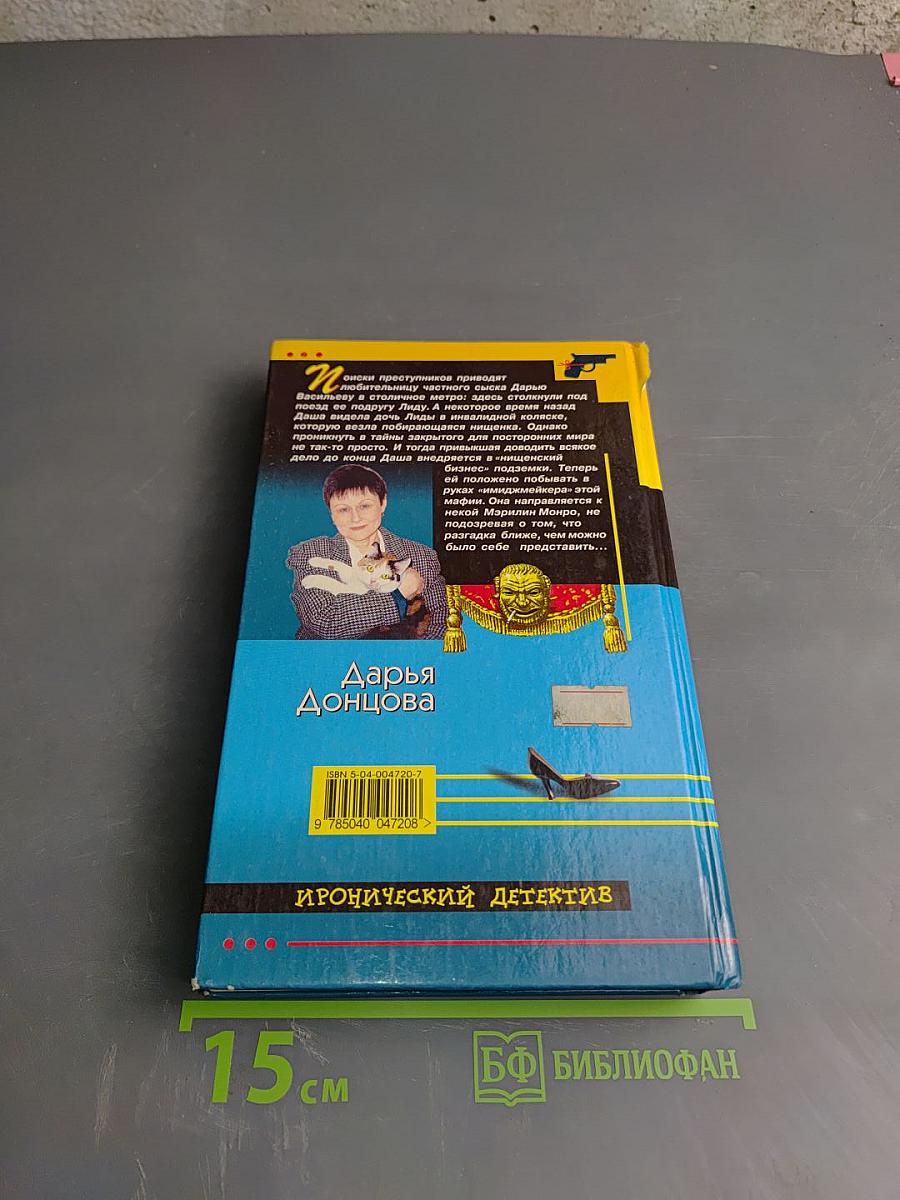 Поиски преступников приводят
любительницу частного сыска Дарью
Васильеву в столичное метро: здесь столкнули под
поезд ее подругу Лиду. А некоторое время назад
Даша видела дочь Лиды в инвалидной коляске,
которую везла побирающаяся нищенка. Однако
проникнуть в тайны закрытого для посторонних мира
не так-то просто. И тогда привыкшая доводить всякое
дело до конца Даша внедряется в «нищенский
бизнес» подземки. Теперь
ей положено побывать в
руках «имиджмейкера» этой
мафии. Она направляется к
некой Мэрилин Монро, не
подозревая о том, что
разгадка ближе, чем можно
было себе представить...
Дарья
Донцова
ISBN 5-04-004720-7
9 785040 047208 >
ИРОНИЧЕСКИЙ ДЕТЕКТИВ
15 см
БФ БИБЛИОФАН